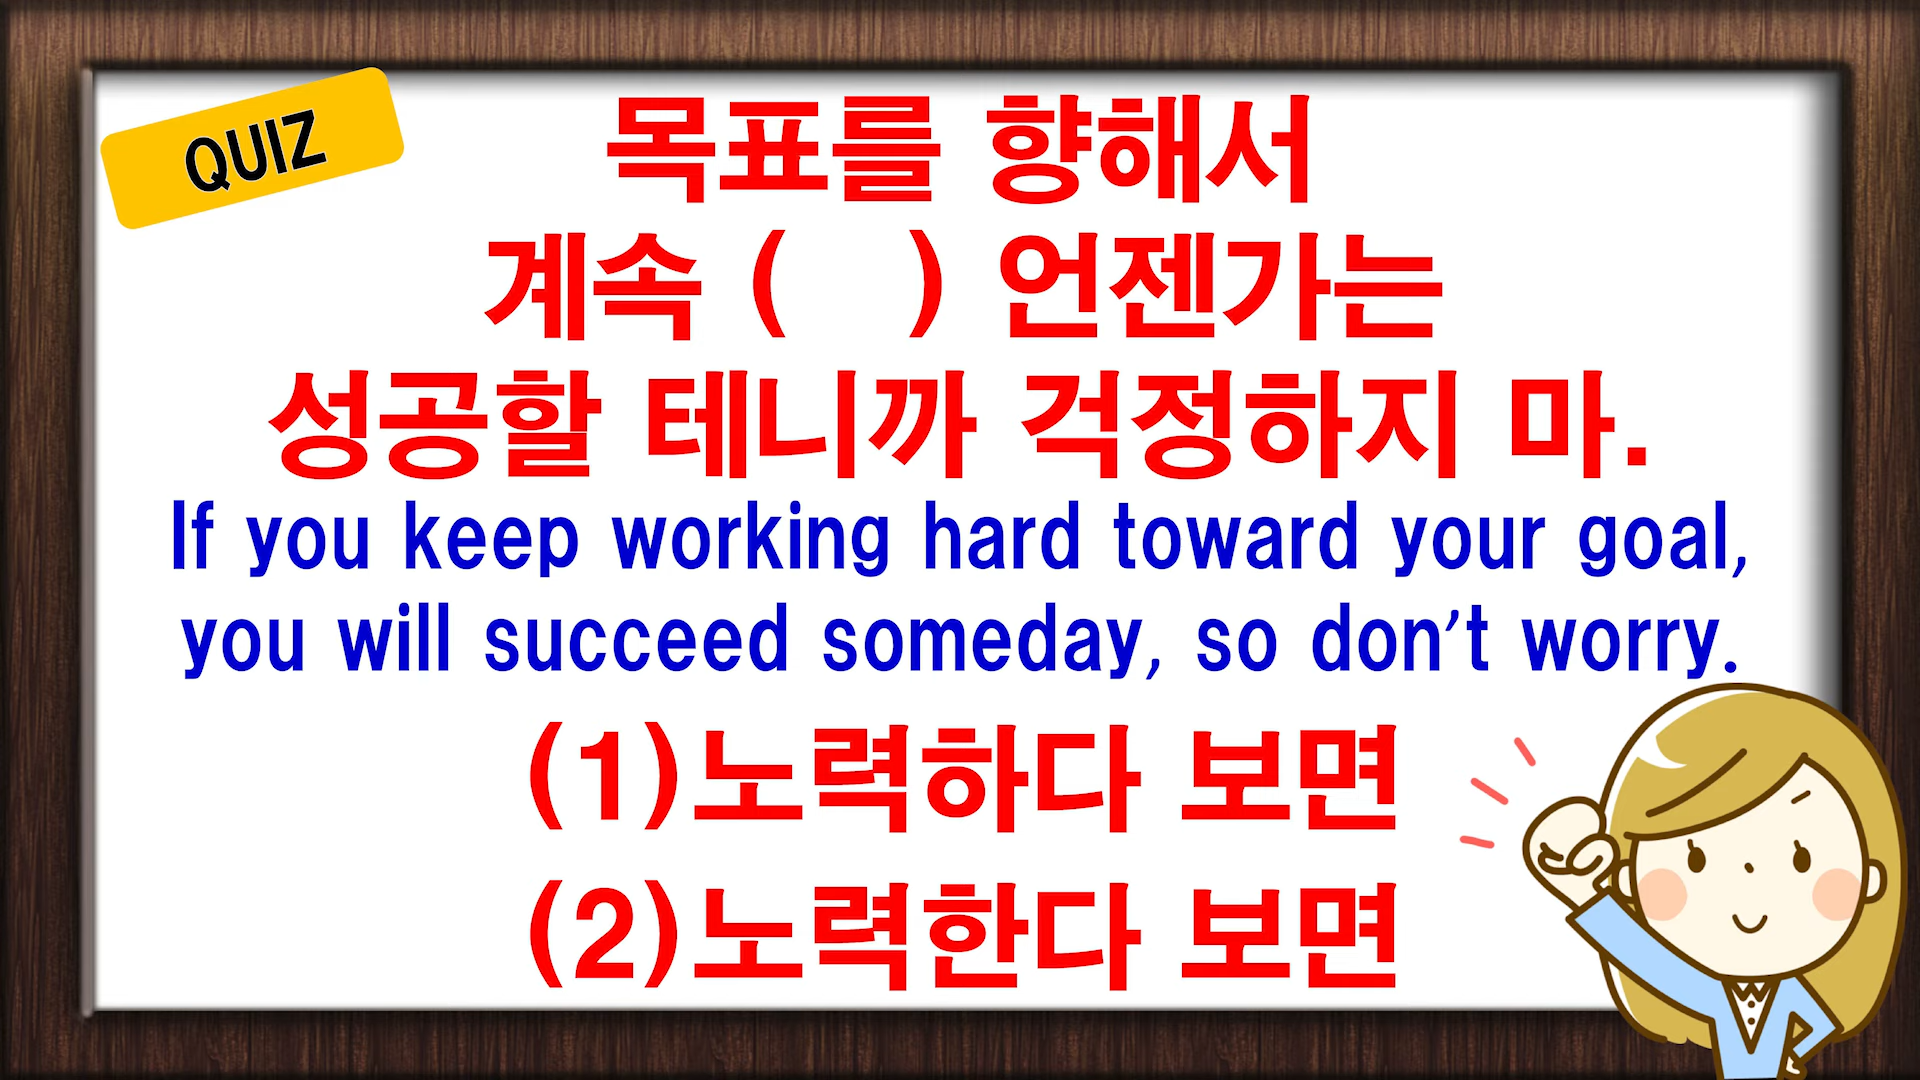 QUIZ
목표를 향해서
계속 (   ) 언젠가는
성공할 테니까 걱정하지 마.
If you keep working hard toward your goal,
you will succeed someday, so don't worry.
(1)노력하다 보면
(2)노력한다 보면